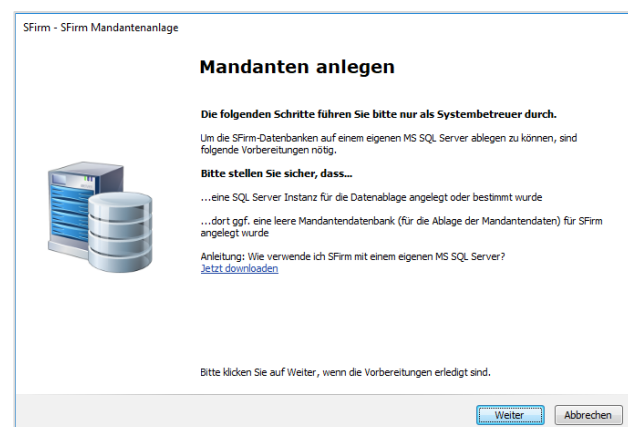 SFirm - SFirm Mandantenanlage
Mandanten anlegen
Die folgenden Schritte führen Sie bitte nur als Systembetreuer durch.
Um die SFirm-Datenbanken auf einem eigenen MS SQL Server ablegen zu können, sind
folgende Vorbereitungen nötig.
Bitte stellen Sie sicher, dass...
...eine SQL Server Instanz für die Datenablage angelegt oder bestimmt wurde
...dort ggf. eine leere Mandantendatenbank (für die Ablage der Mandantendaten) für SFirm
angelegt wurde
Anleitung: Wie verwende ich SFirm mit einem eigenen MS SQL Server?
Jetzt downloaden
Bitte klicken Sie auf Weiter, wenn die Vorbereitungen erledigt sind.
Weiter
Abbrechen